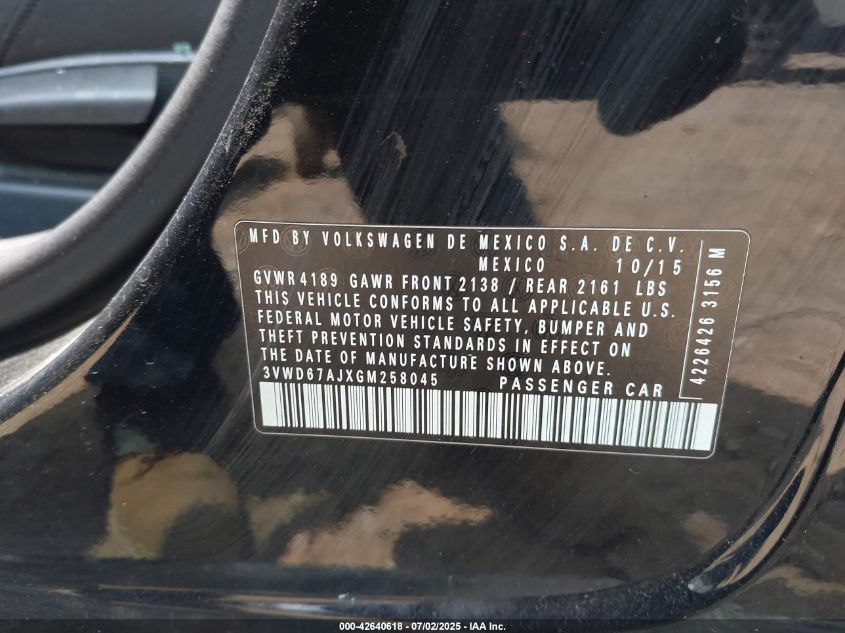 MFD BY VOLKSWAGEN DE MEXICO S.A. DE C.V.
MEXICO 10/15
GVWR 4189 GAWR FRONT 2138 / REAR 2161 LBS
THIS VEHICLE CONFORMS TO ALL APPLICABLE U.S.
FEDERAL MOTOR VEHICLE SAFETY, BUMPER AND
THEFT PREVENTION STANDARDS IN EFFECT ON
THE DATE OF MANUFACTURE SHOWN ABOVE.
3VWD67AJXGM258045 PASSENGER CAR
4226426 3156 M
000-42640618 - 07/02/2025 - IAA Inc.